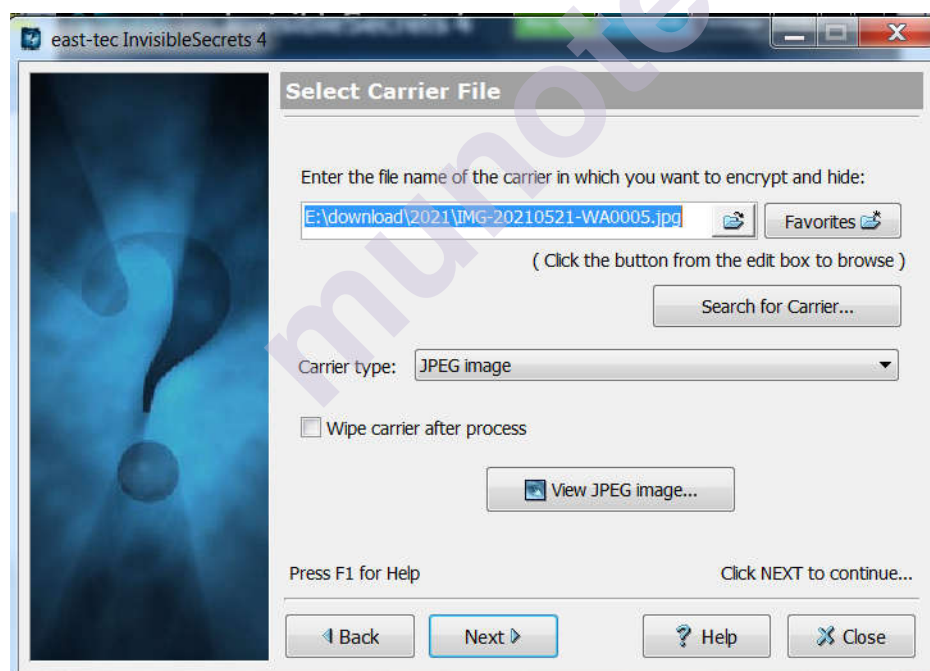 east-tec InvisibleSecrets 4
Select Carrier File
Enter the file name of the carrier in which you want to encrypt and hide:
E:\download\2021\IMG-20210521-WA0005.jpg
Favorites
( Click the button from the edit box to browse )
Search for Carrier...
Carrier type: JPEG image
Wipe carrier after process
View JPEG image...
Press F1 for Help Click NEXT to continue...
Back Next Help Close
munote